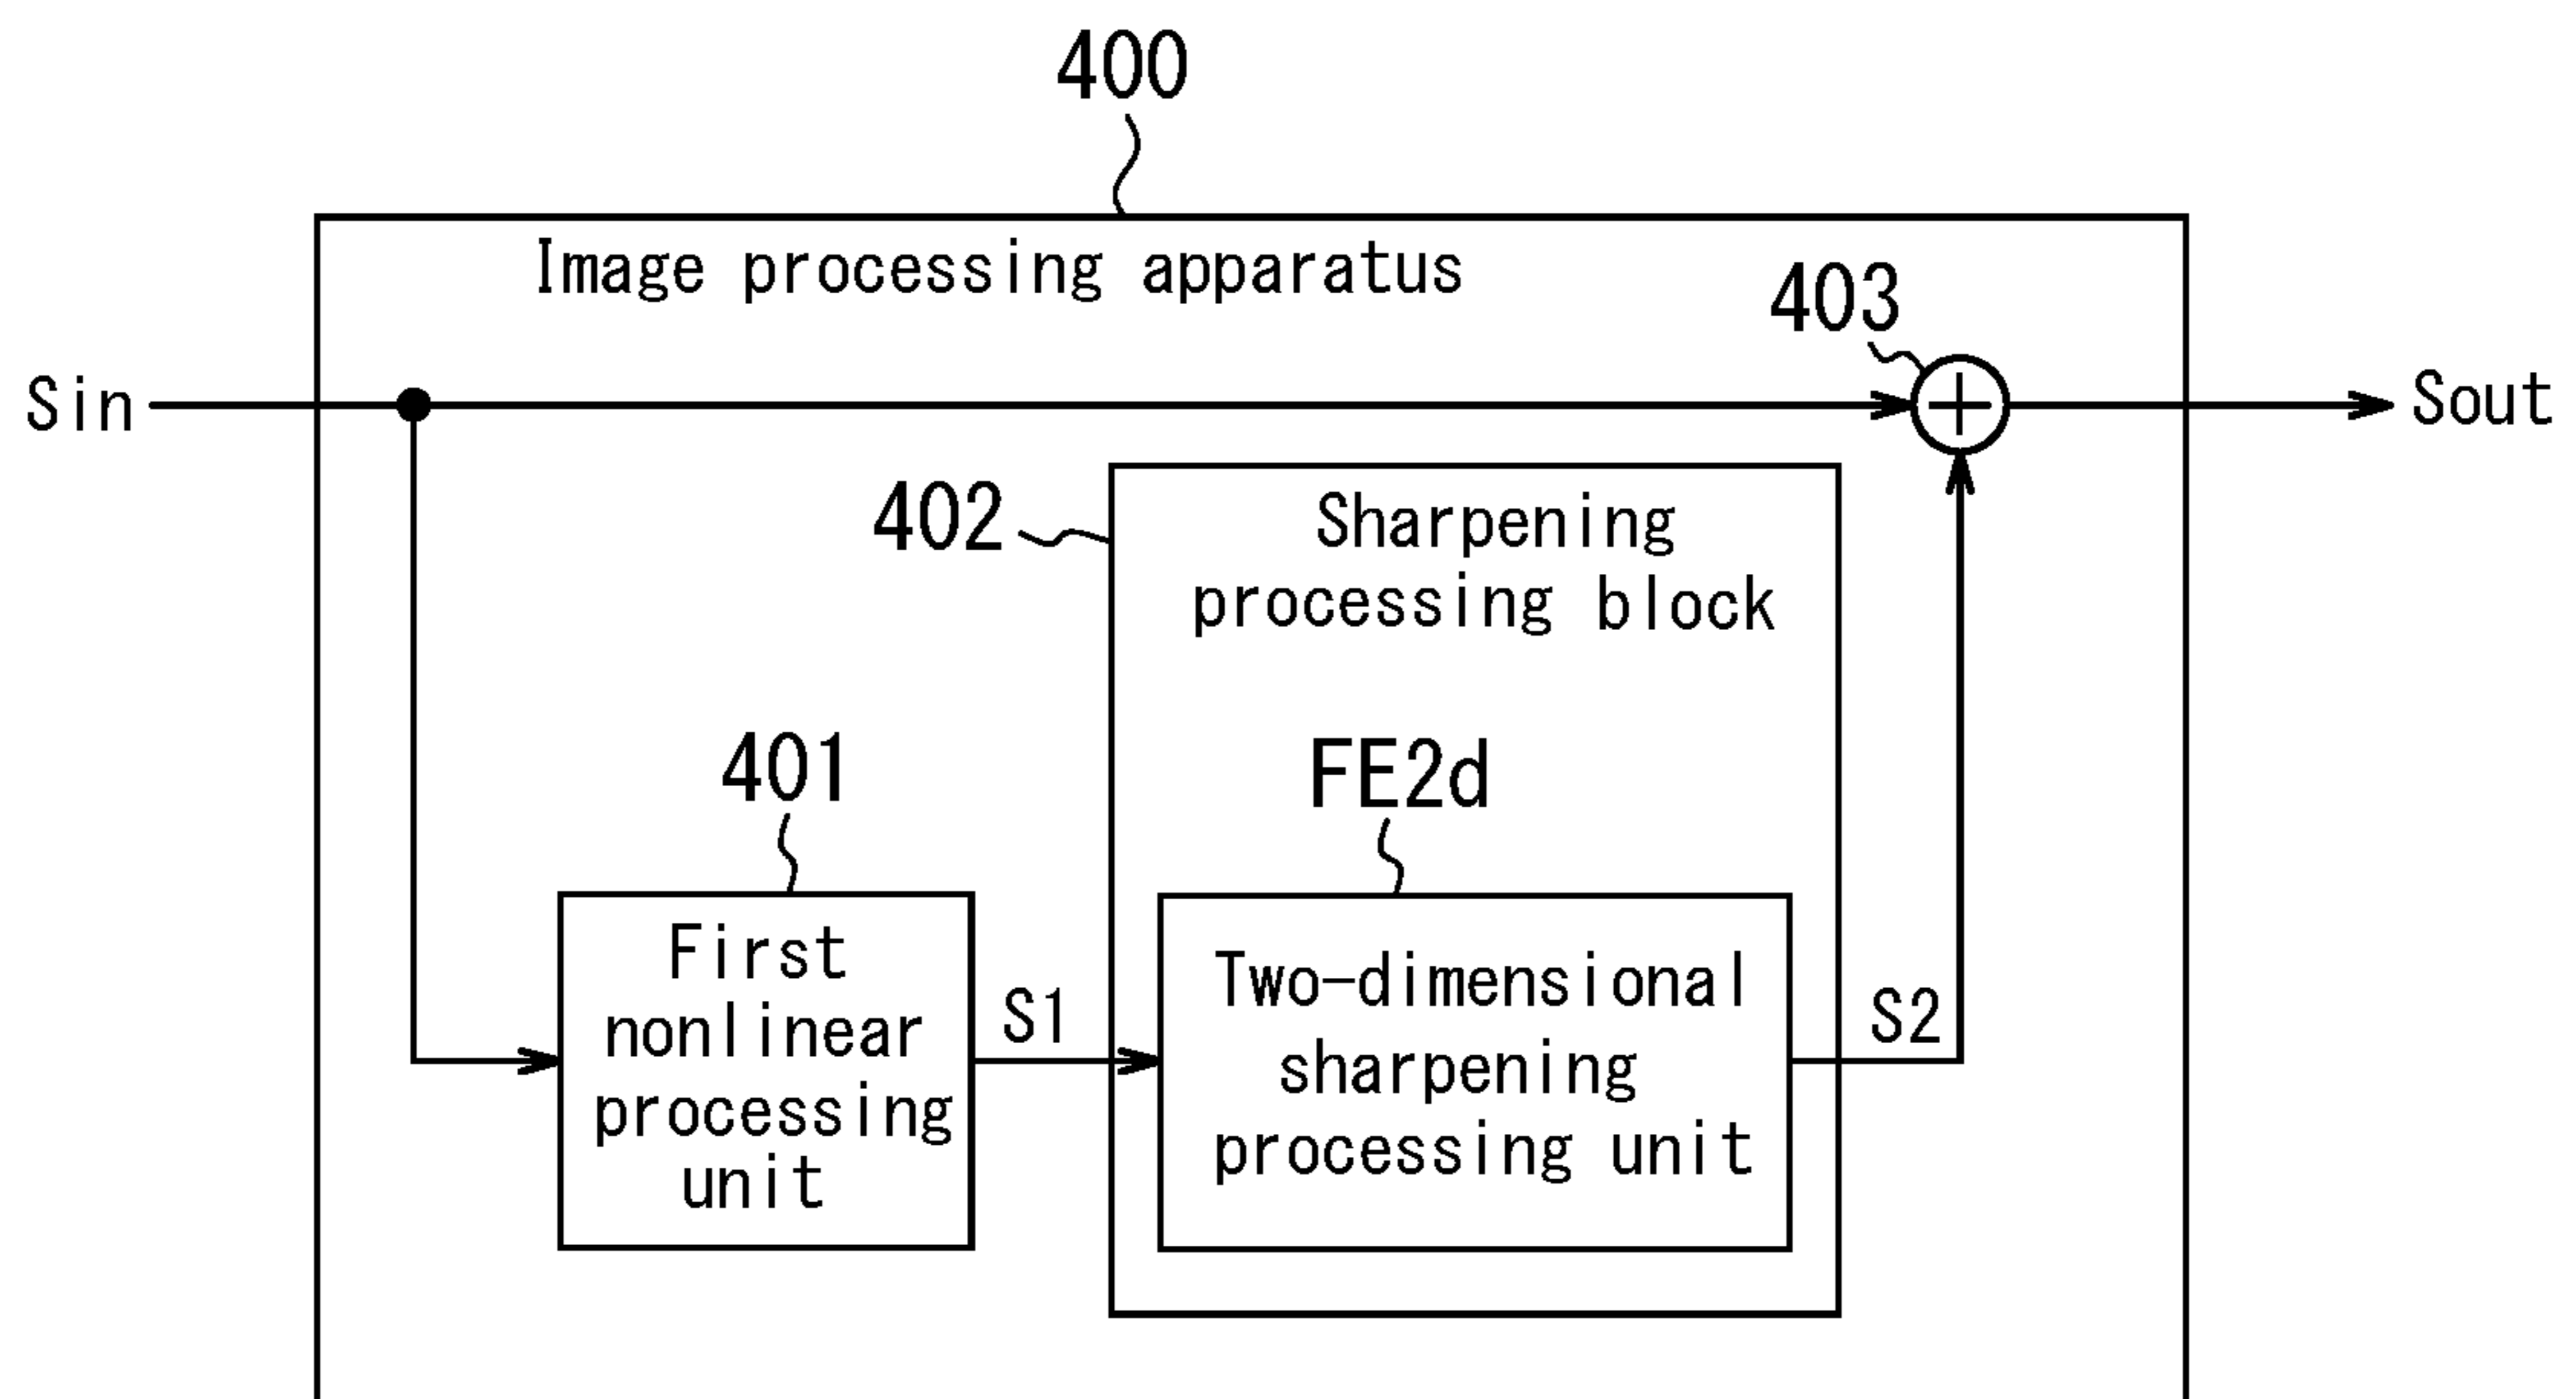 400
Image processing apparatus
403
Sin
Sout
402
Sharpening
processing block
401
FE2d
First
nonlinear
processing
unit
S1
Two-dimensional
sharpening
processing unit
S2